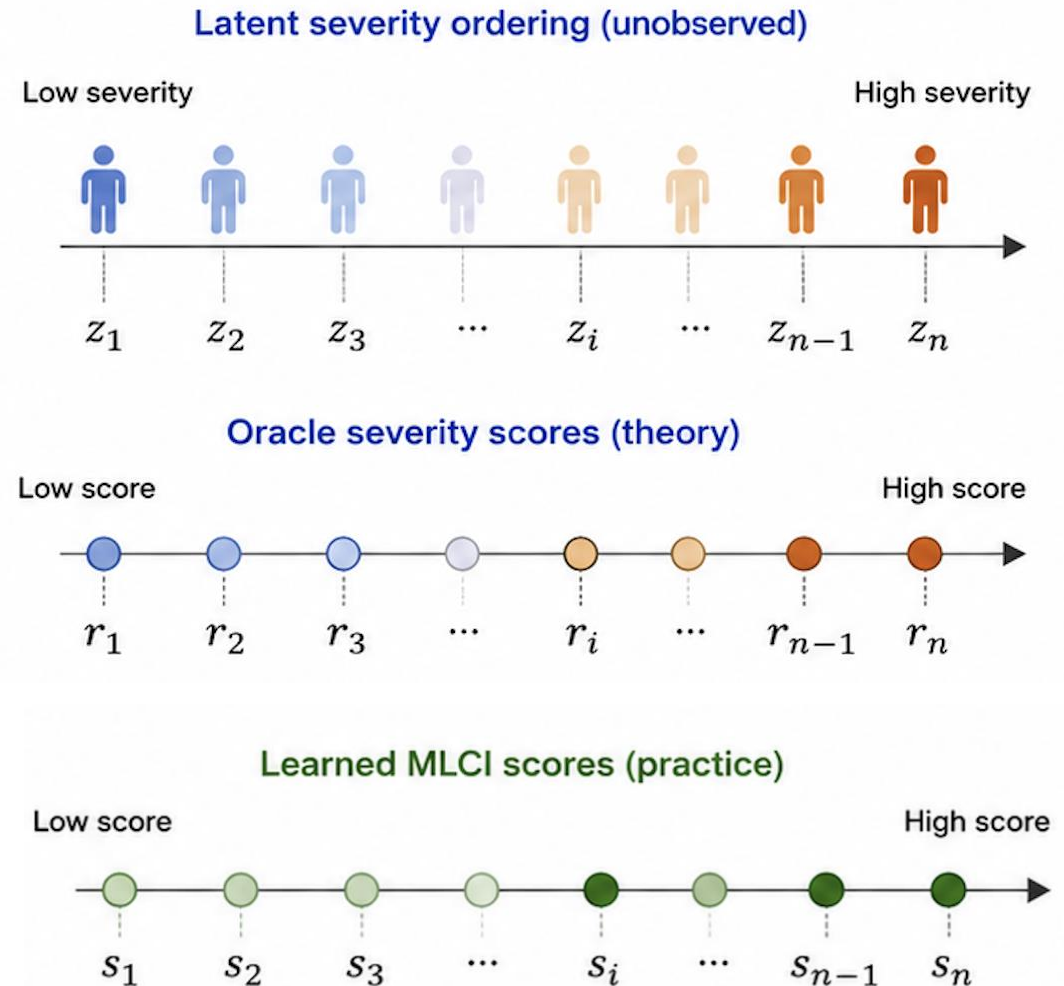 Latent severity ordering (unobserved)
Low severity High severity
z₁ z₂ z₃ ... zᵢ ... zₙ₋₁ zₙ
Oracle severity scores (theory)
Low score High score
r₁ r₂ r₃ ... rᵢ ... rₙ₋₁ rₙ
Learned MLCI scores (practice)
Low score High score
s₁ s₂ s₃ ... sᵢ ... sₙ₋₁ sₙ